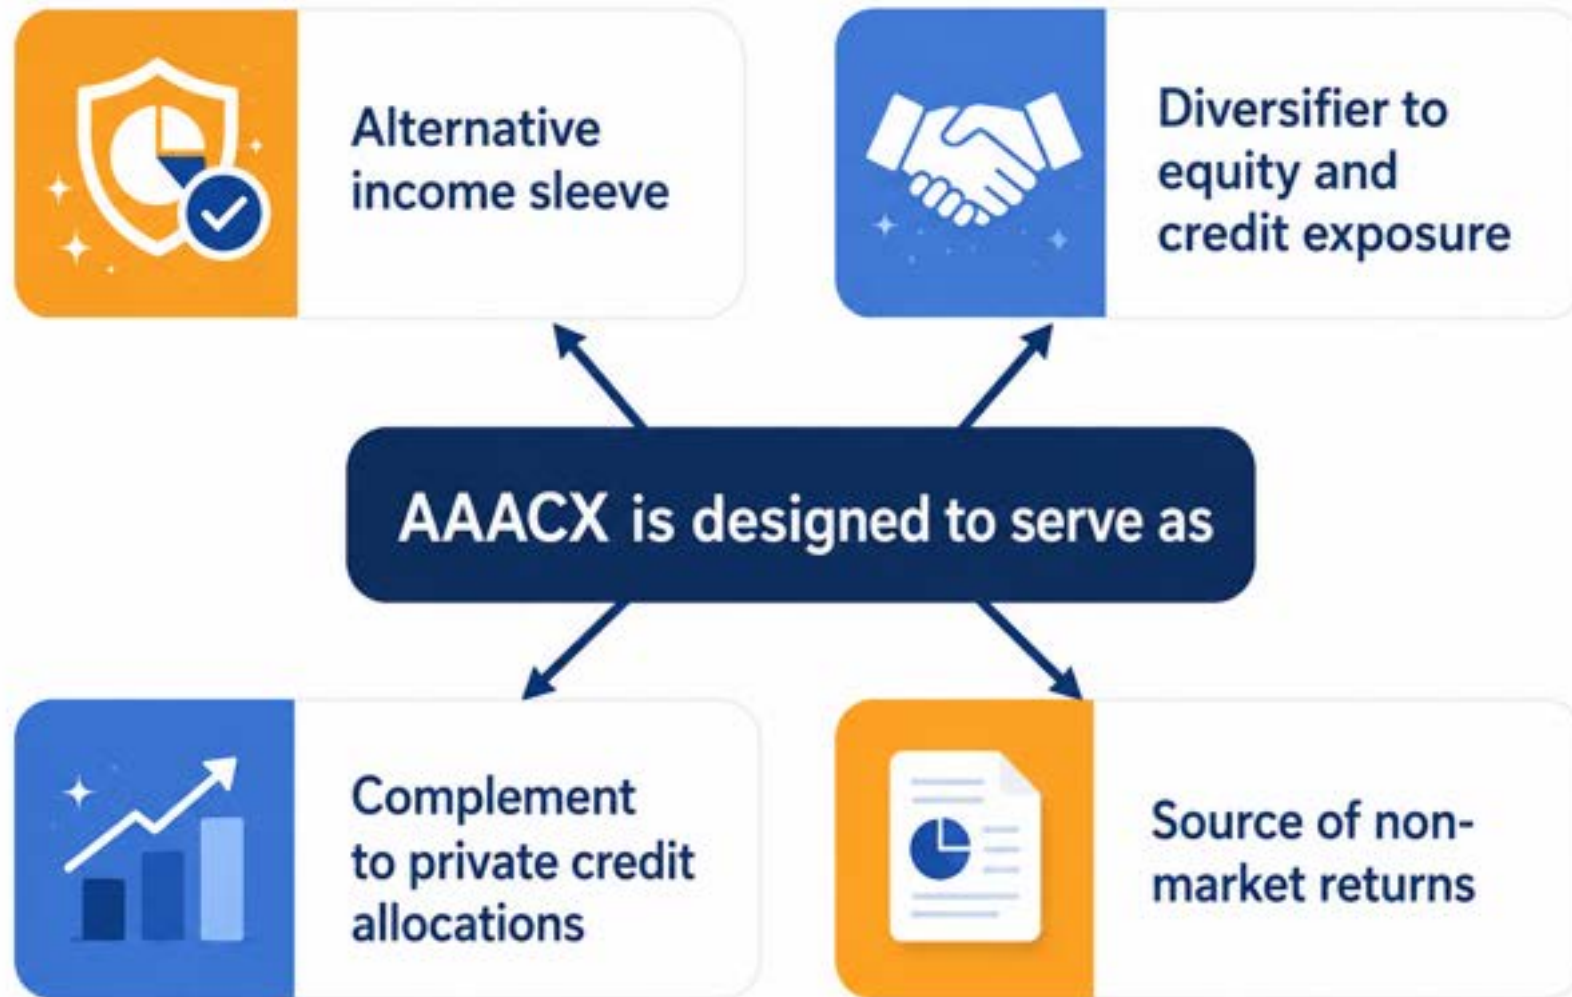 Alternative
income sleeve
Diversifier to
equity and
credit exposure
AAACX is designed to serve as
Complement
to private credit
allocations
Source of non-
market returns